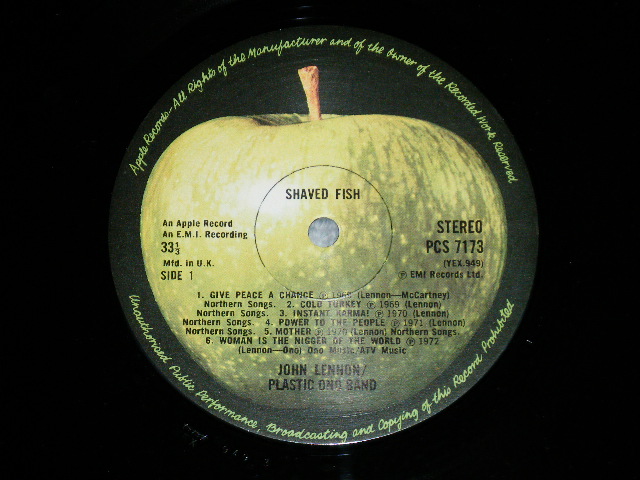 Apple Records—All Rights of the Manufacturer and of the Owner of the Recorded Work Reserved
SHAVED FISH
An Apple Record
An E.M.I. Recording
33⅓
Mfd. in U.K.
SIDE 1
STEREO
PCS 7173
(YEX.949)
℗ EMI Records Ltd.
1. GIVE PEACE A CHANCE ℗ 1969 (Lennon—McCartney)
Northern Songs. 2. COLD TURKEY ℗ 1969 (Lennon)
Northern Songs. 3. INSTANT KARMA! ℗ 1970 (Lennon)
Northern Songs. 4. POWER TO THE PEOPLE ℗ 1971 (Lennon)
Northern Songs. 5. MOTHER ℗ 1970 (Lennon) Northern Songs.
6. WOMAN IS THE NIGGER OF THE WORLD ℗ 1972
(Lennon—Ono) Ono Music/ATV Music
JOHN LENNON/
PLASTIC ONO BAND
Unauthorised Public Performance, Broadcasting and Copying of this Record Prohibited